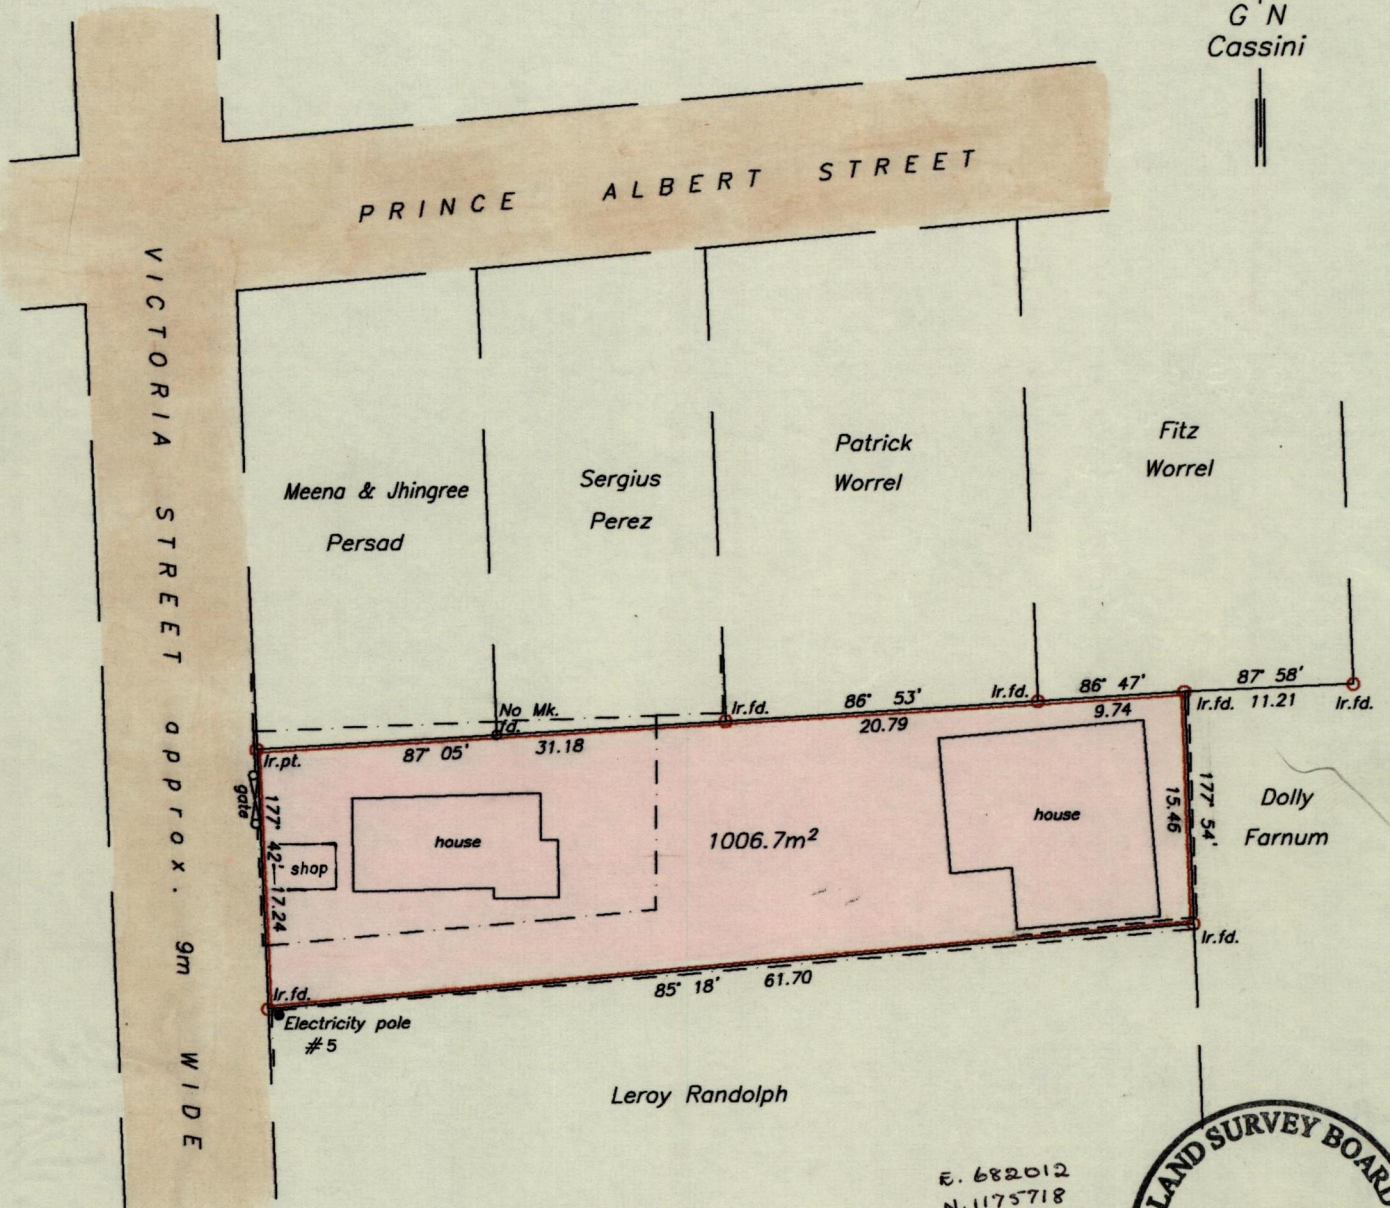 G N
Cassini
PRINCE ALBERT STREET
VICTORIA STREET approx. 9m WIDE
Meena & Jhingree
Persad
Sergius
Perez
Patrick
Worrel
Fitz
Worrel
No Mk.
fd.
Ir.fd.
86° 53'
20.79
Ir.fd.
86° 47'
9.74
Ir.fd.
87° 58'
11.21
Ir.fd.
Ir.pt.
87° 05'
31.18
gate
177° 42'—17.24
shop
house
1006.7m²
house
15.46
177° 54'
Dolly
Farnum
Ir.fd.
Ir.fd.
85° 18'
61.70
Electricity pole
#5
Leroy Randolph
E. 682012
N. 1175718
LAND SURVEY BOARD